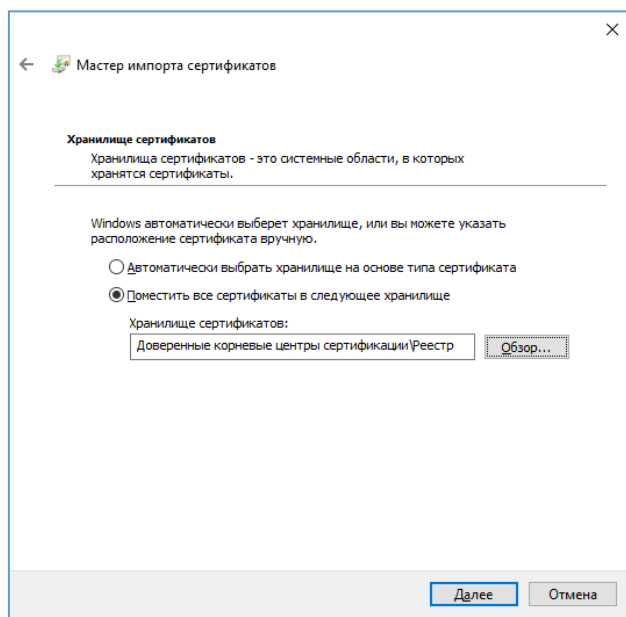 Мастер импорта сертификатов
Хранилище сертификатов
Хранилища сертификатов - это системные области, в которых
хранятся сертификаты.
Windows автоматически выберет хранилище, или вы можете указать
расположение сертификата вручную.
Автоматически выбрать хранилище на основе типа сертификата
Поместить все сертификаты в следующее хранилище
Хранилище сертификатов:
Доверенные корневые центры сертификации\Реестр
Обзор...
Далее
Отмена